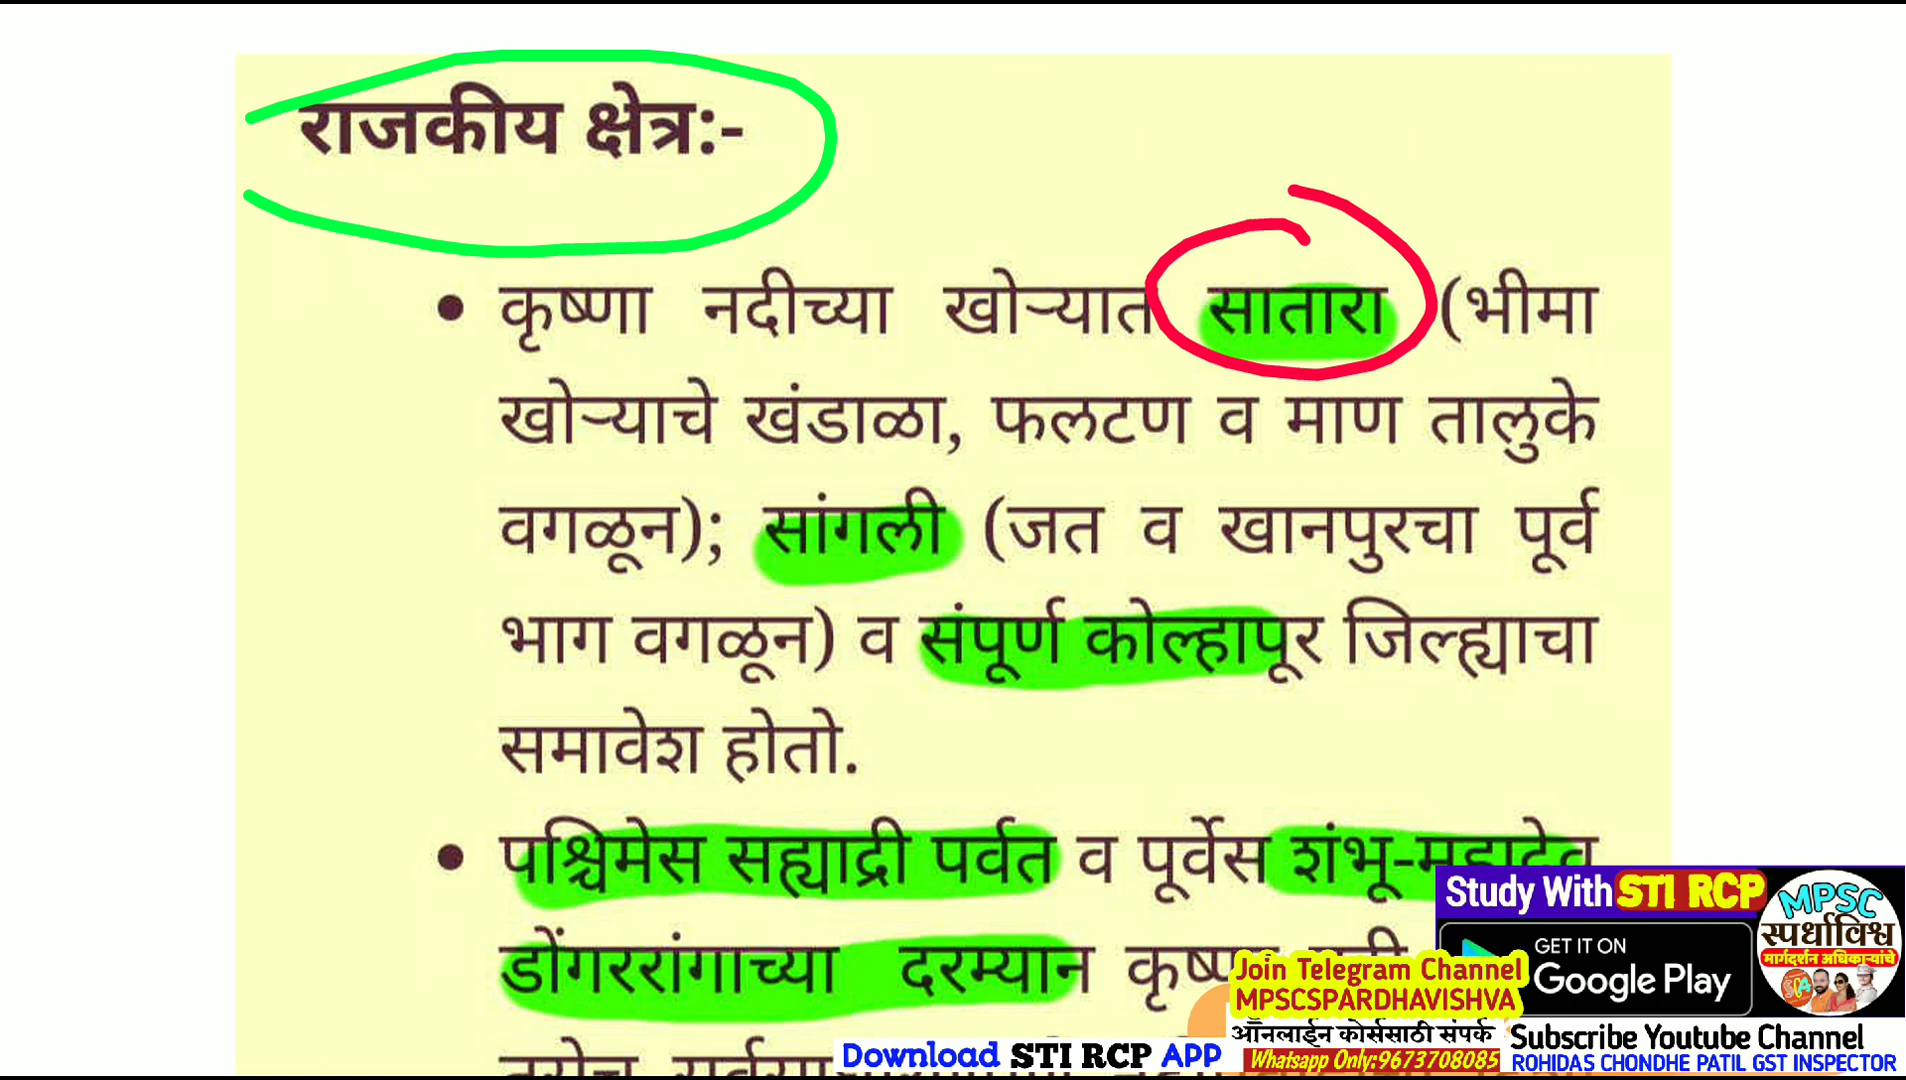 राजकीय क्षेत्र:-
• कृष्णा नदीच्या खोऱ्यात सातारा (भीमा
खोऱ्याचे खंडाळा, फलटण व माण तालुके
वगळून); सांगली (जत व खानपुरचा पूर्व
भाग वगळून) व संपूर्ण कोल्हापूर जिल्ह्याचा
समावेश होतो.
• पश्चिमेस सह्याद्री पर्वत व पूर्वेस शंभू-महादेव
डोंगररांगाच्या दरम्यान
Study With STI RCP
GET IT ON
Google Play
MPSC
स्पर्धाविश्व
मार्गदर्शन अधिकाऱ्यांचे
Join Telegram Channel
MPSCSPARDHAVISHVA
ऑनलाईन कोर्ससाठी संपर्क
Whatsapp Only:9673708085
Download STI RCP APP
Subscribe Youtube Channel
ROHIDAS CHONDHE PATIL GST INSPECTOR